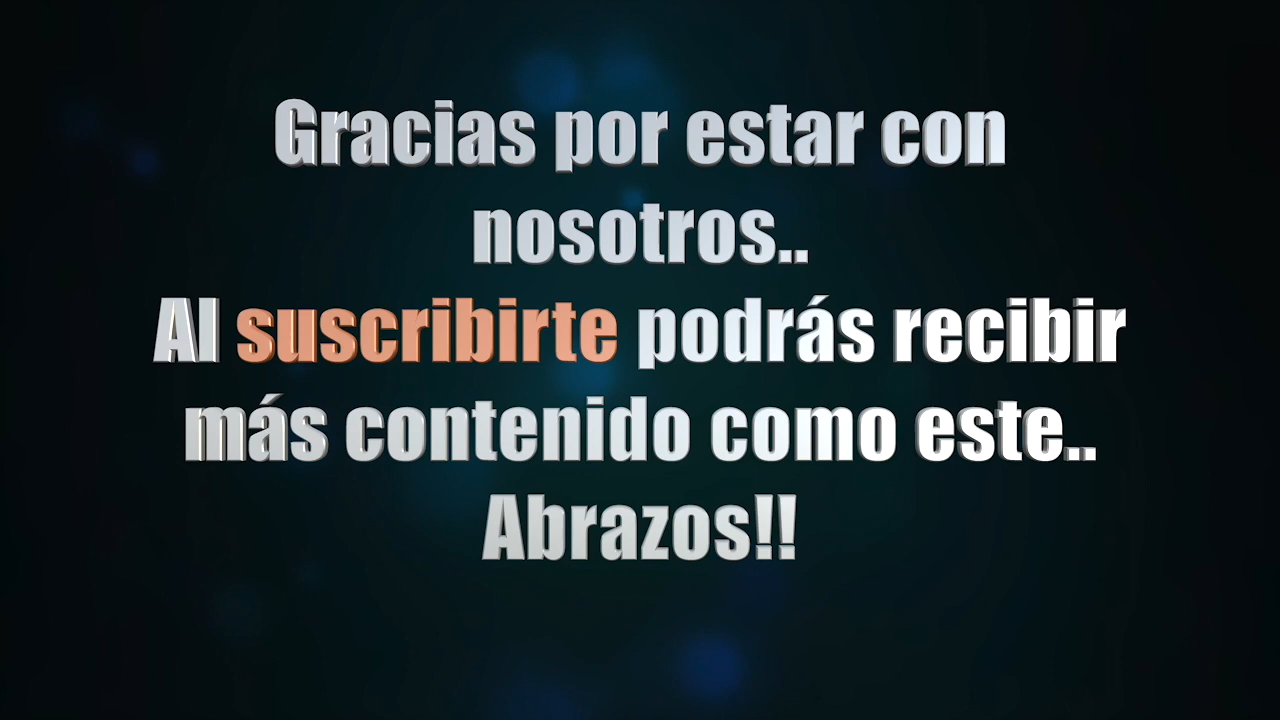 Gracias por estar con
nosotros..
Al suscribirte podrás recibir
más contenido como este..
Abrazos!!